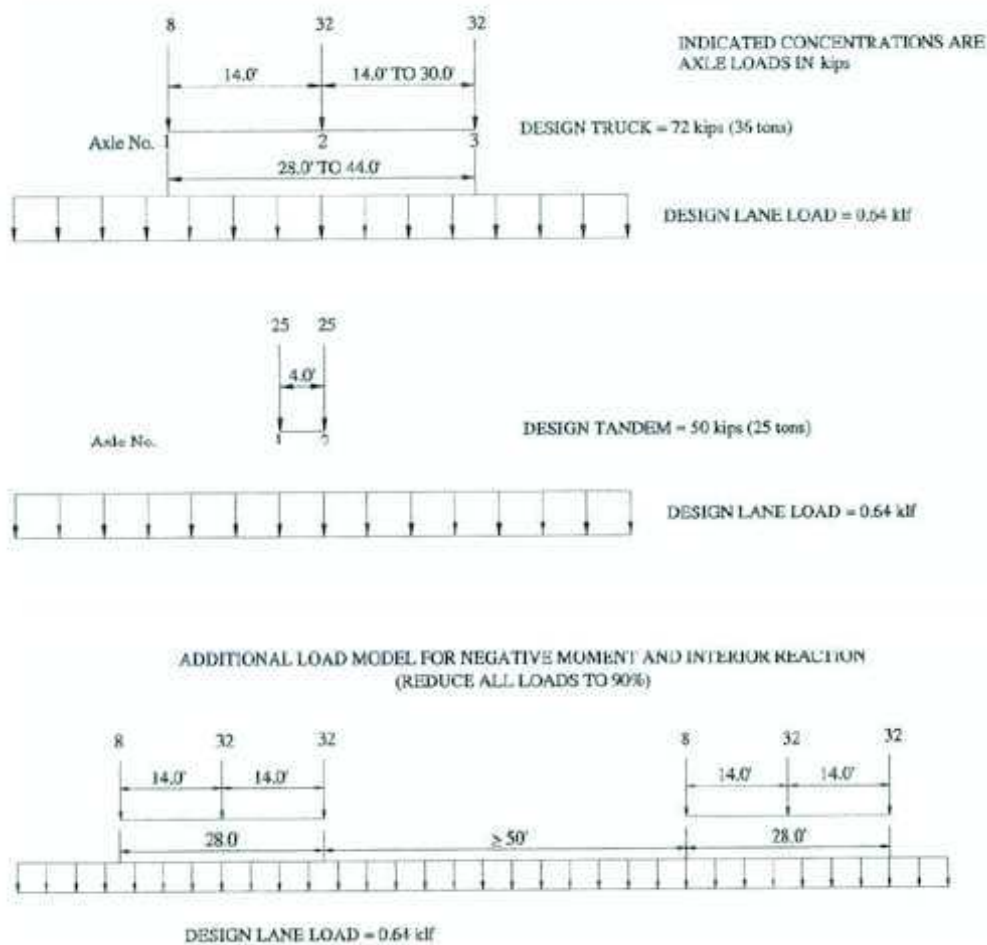 8 32 32
INDICATED CONCENTRATIONS ARE
AXLE LOADS IN kips
14.0' 14.0' TO 30.0'
DESIGN TRUCK = 72 kips (36 tons)
Axle No. 1 2 3
28.0' TO 44.0'
DESIGN LANE LOAD = 0.64 klf
25 25
4.0'
DESIGN TANDEM = 50 kips (25 tons)
Axle No. 1 2
DESIGN LANE LOAD = 0.64 klf
ADDITIONAL LOAD MODEL FOR NEGATIVE MOMENT AND INTERIOR REACTION
(REDUCE ALL LOADS TO 90%)
8 32 32 8 32 32
14.0' 14.0' 14.0' 14.0'
28.0' ≥ 50' 28.0'
DESIGN LANE LOAD = 0.64 klf